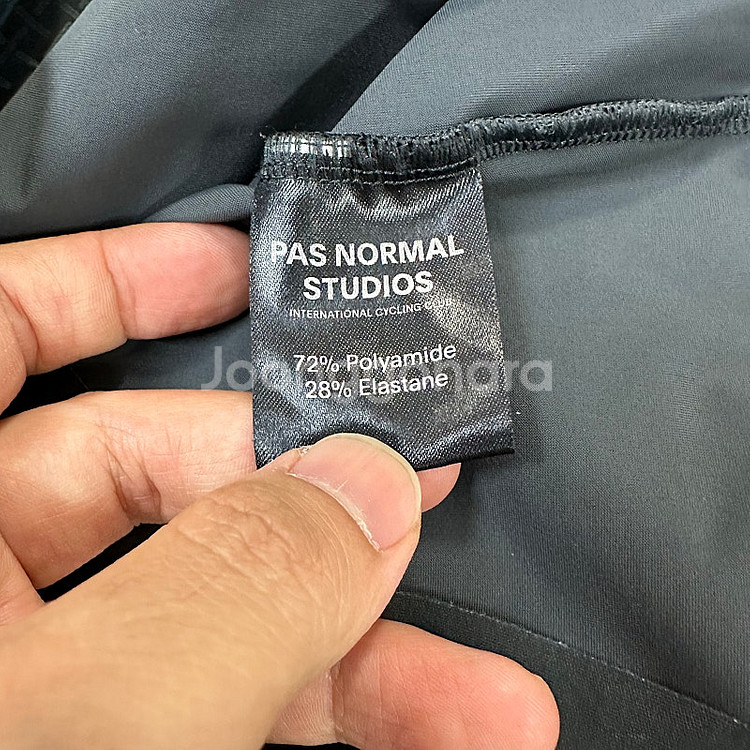 PAS NORMAL
STUDIOS
INTERNATIONAL CYCLING CLUB
72% Polyamide
28% Elastane